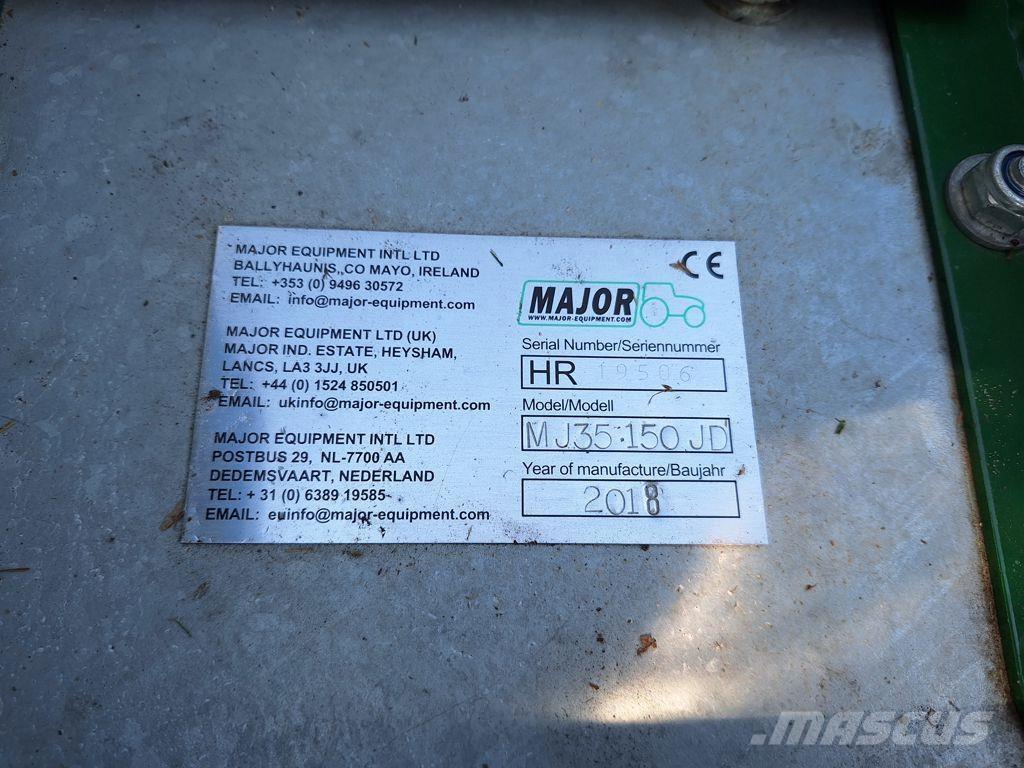 MAJOR EQUIPMENT INTL LTD
BALLYHAUNIS, CO MAYO, IRELAND
TEL: +353 (0) 9496 30572
EMAIL: info@major-equipment.com
MAJOR EQUIPMENT LTD (UK)
MAJOR IND. ESTATE, HEYSHAM,
LANCS, LA3 3JJ, UK
TEL: +44 (0) 1524 850501
EMAIL: ukinfo@major-equipment.com
MAJOR EQUIPMENT INTL LTD
POSTBUS 29, NL-7700 AA
DEDEMSVAART, NEDERLAND
TEL: + 31 (0) 6389 19585
EMAIL: euinfo@major-equipment.com
CE
MAJOR
WWW.MAJOR-EQUIPMENT.COM
Serial Number/Seriennummer
HR 19506
Model/Modell
MJ35·150JD
Year of manufacture/Baujahr
2018
MASCUS